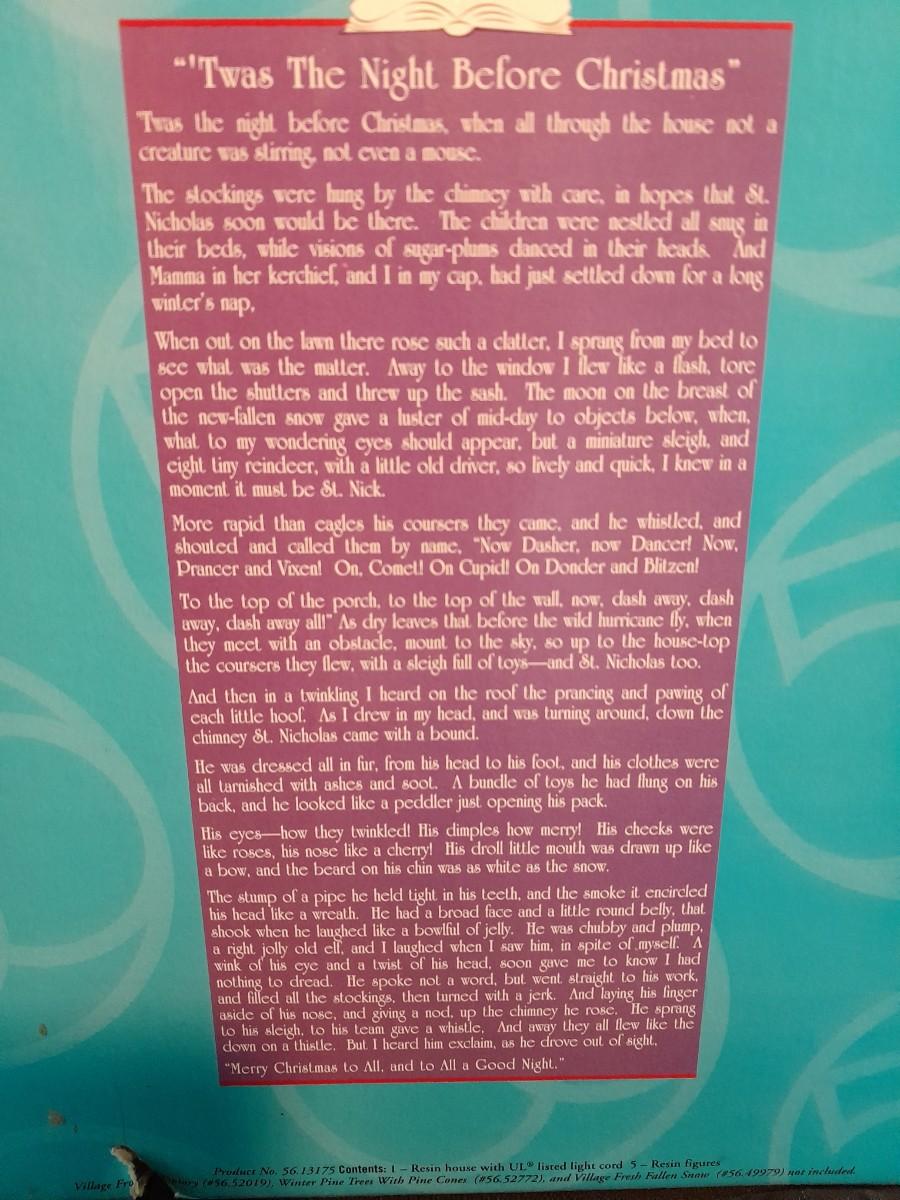 "'Twas The Night Before Christmas"
'Twas the night before Christmas, when all through the house not a
creature was stirring, not even a mouse.
The stockings were hung by the chimney with care, in hopes that St.
Nicholas soon would be there. The children were nestled all snug in
their beds, while visions of sugar-plums danced in their heads. And
Mamma in her kerchief, and I in my cap, had just settled down for a long
winter's nap,
When out on the lawn there rose such a clatter, I sprang from my bed to
see what was the matter. Away to the window I flew like a flash, tore
open the shutters and threw up the sash. The moon on the breast of
the new-fallen snow gave a luster of mid-day to objects below, when,
what to my wondering eyes should appear, but a miniature sleigh, and
eight tiny reindeer, with a little old driver, so lively and quick, I knew in a
moment it must be St. Nick.
More rapid than eagles his coursers they came, and he whistled, and
shouted and called them by name, "Now Dasher, now Dancer! Now,
Prancer and Vixen! On, Comet! On Cupid! On Donder and Blitzen!
To the top of the porch, to the top of the wall, now, dash away, dash
away, dash away all!" As dry leaves that before the wild hurricane fly, when
they meet with an obstacle, mount to the sky, so up to the house-top
the coursers they flew, with a sleigh full of toys—and St. Nicholas too.
And then in a twinkling I heard on the roof the prancing and pawing of
each little hoof. As I drew in my head, and was turning around, down the
chimney St. Nicholas came with a bound.
He was dressed all in fur, from his head to his foot, and his clothes were
all tarnished with ashes and soot. A bundle of toys he had flung on his
back, and he looked like a peddler just opening his pack.
His eyes—how they twinkled! His dimples how merry! His cheeks were
like roses, his nose like a cherry! His droll little mouth was drawn up like
a bow, and the beard on his chin was as white as the snow.
The stump of a pipe he held tight in his teeth, and the smoke it encircled
his head like a wreath. He had a broad face and a little round belly, that
shook when he laughed like a bowlful of jelly. He was chubby and plump,
a right jolly old elf, and I laughed when I saw him, in spite of myself. A
wink of his eye and a twist of his head, soon gave me to know I had
nothing to dread. He spoke not a word, but went straight to his work,
and filled all the stockings, then turned with a jerk. And laying his finger
aside of his nose, and giving a nod, up the chimney he rose. He sprang
to his sleigh, to his team gave a whistle, And away they all flew like the
down on a thistle. But I heard him exclaim, as he drove out of sight,
"Merry Christmas to All, and to All a Good Night."
Product No. 56.13175 Contents: 1 – Resin house with UL® listed light cord 5 – Resin figures
Village (#56.52019), Winter Pine Trees With Pine Cones (#56.52772), and Village Fresh Fallen Snow (#56.49979) not included.